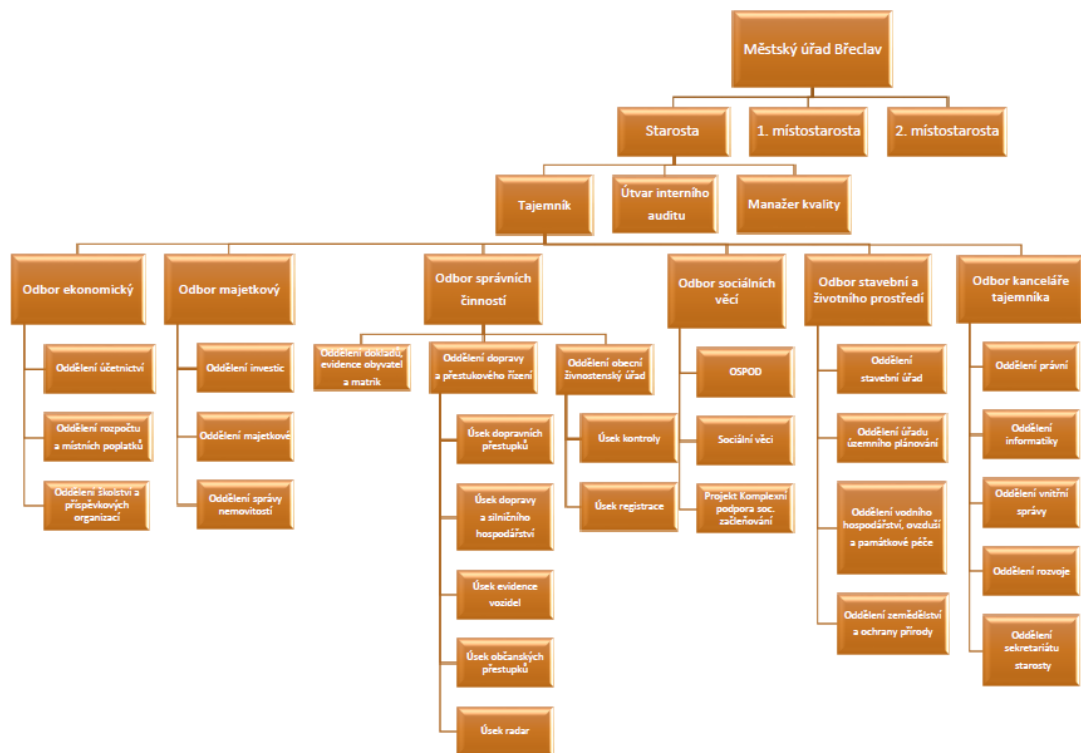 Městský úřad Břeclav
Starosta
1. místostarosta
2. místostarosta
Tajemník
Útvar interního
auditu
Manažer kvality
Odbor ekonomický
Odbor majetkový
Odbor správních
činností
Odbor sociálních
věcí
Odbor stavební a
životního prostředí
Odbor kanceláře
tajemníka
Oddělení účetnictví
Oddělení rozpočtu
a místních poplatků
Oddělení školství a
příspěvkových
organizací
Oddělení investic
Oddělení majetkové
Oddělení správy
nemovitostí
Oddělení dokladů,
evidence obyvatel
a matrik
Oddělení dopravy
a přestukového řízení
Úsek dopravních
přestupků
Úsek dopravy
a silničního
hospodářství
Úsek evidence
vozidel
Úsek občanských
přestupků
Úsek radar
Oddělení obecní
živnostenský úřad
Úsek kontroly
Úsek registrace
OSPOD
Sociální věci
Projekt Komplexní
podpora soc.
začleňování
Oddělení
stavební úřad
Oddělení úřadu
územního plánování
Oddělení vodního
hospodářství, ovzduší
a památkové péče
Oddělení zemědělství
a ochrany přírody
Oddělení právní
Oddělení
informatiky
Oddělení vnitřní
správy
Oddělení rozvoje
Oddělení
sekretariátu
starosty